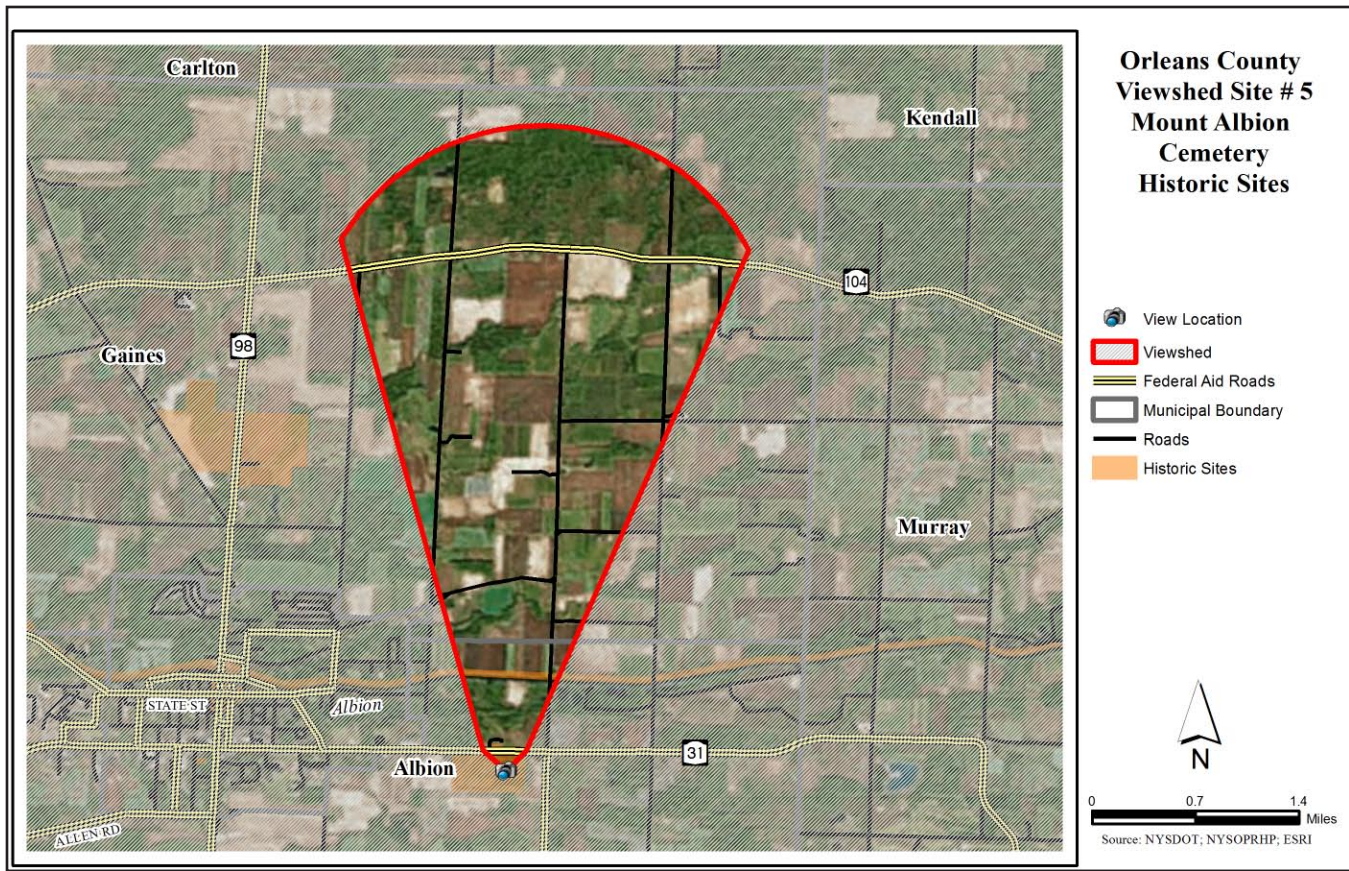 Orleans County
Viewshed Site # 5
Mount Albion
Cemetery
Historic Sites
Carlton
Kendall
104
98
Gaines
Murray
STATE ST
Albion
31
Albion
ALLEN RD
View Location
Viewshed
Federal Aid Roads
Municipal Boundary
Roads
Historic Sites
N
0 0.7 1.4
Miles
Source: NYSDOT; NYSOPRHP; ESRI